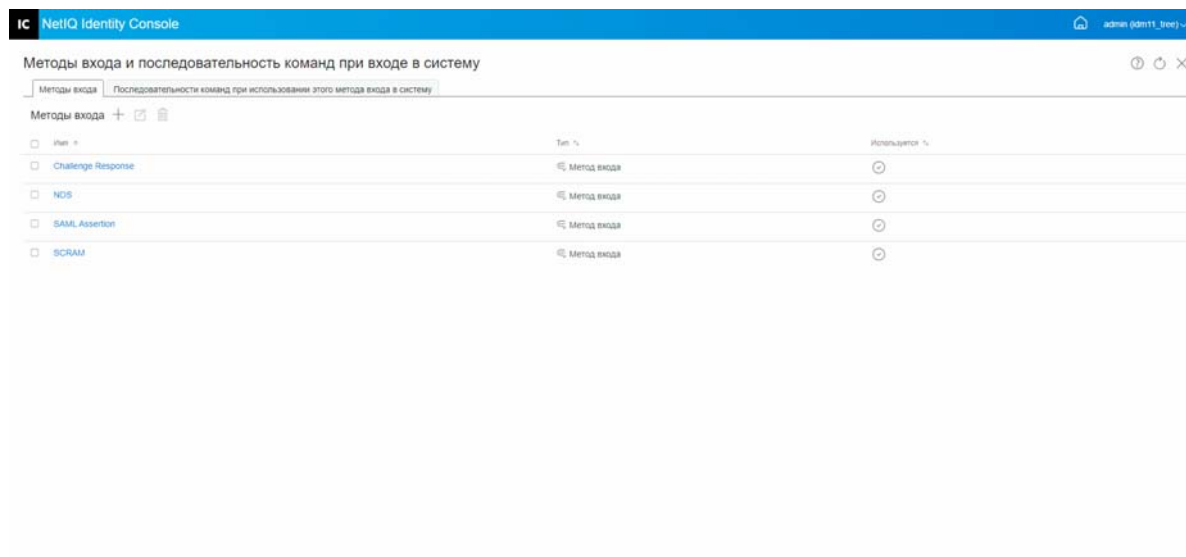 IC NetIQ Identity Console admin (idm11_tree)
Методы входа и последовательность команд при входе в систему
Методы входа Последовательности команд при использовании этого метода входа в систему
Методы входа
Имя Тип Используется
Challenge Response Метод входа
NDS Метод входа
SAML Assertion Метод входа
SCRAM Метод входа